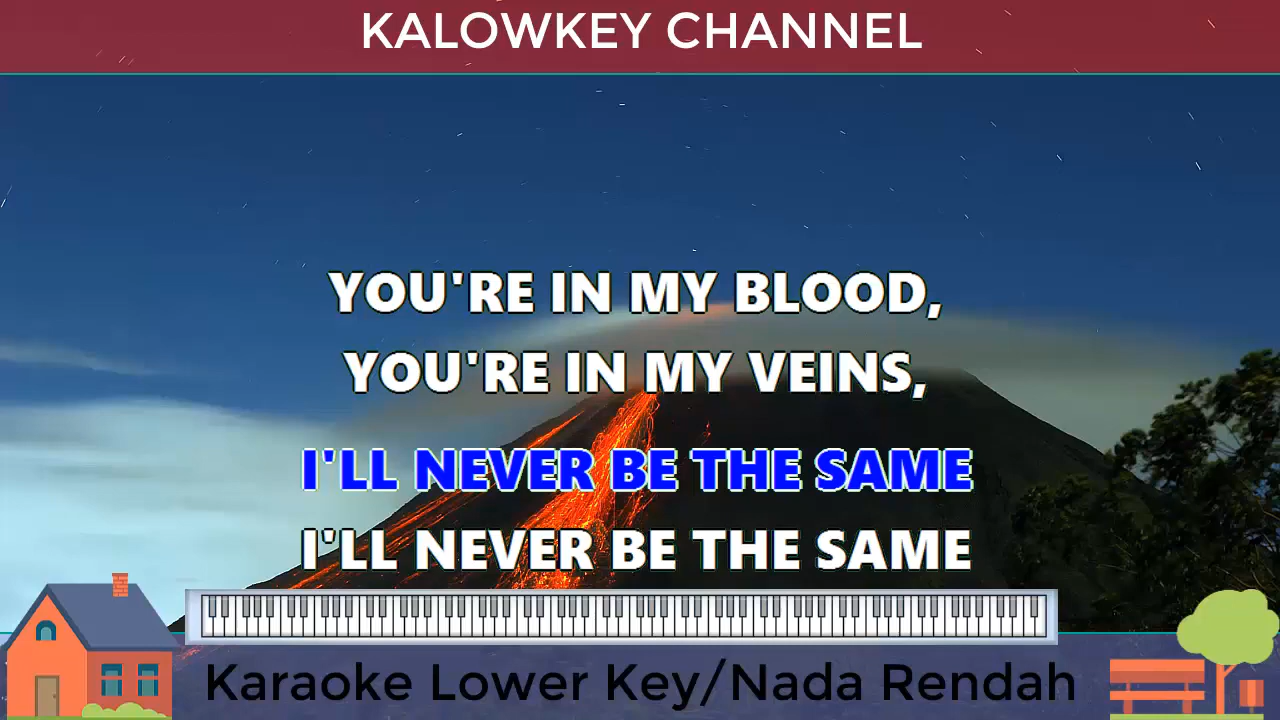 KALOWKEY CHANNEL
YOU'RE IN MY BLOOD,
YOU'RE IN MY VEINS,
I'LL NEVER BE THE SAME
I'LL NEVER BE THE SAME
Karaoke Lower Key/Nada Rendah